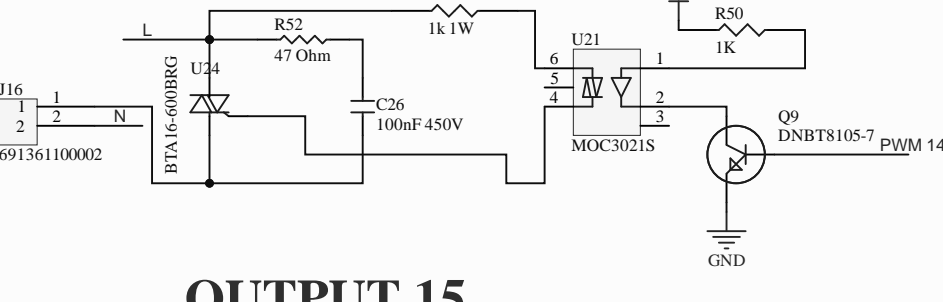 R50
1K
L
R52
47 Ohm
1k 1W
U21
6
5
4
1
2
3
MOC3021S
BTA16-600BRG
U24
C26
100nF 450V
J16
1
2
1
2
N
691361100002
Q9
DNBT8105-7
PWM 14
GND
OUTPUT 15